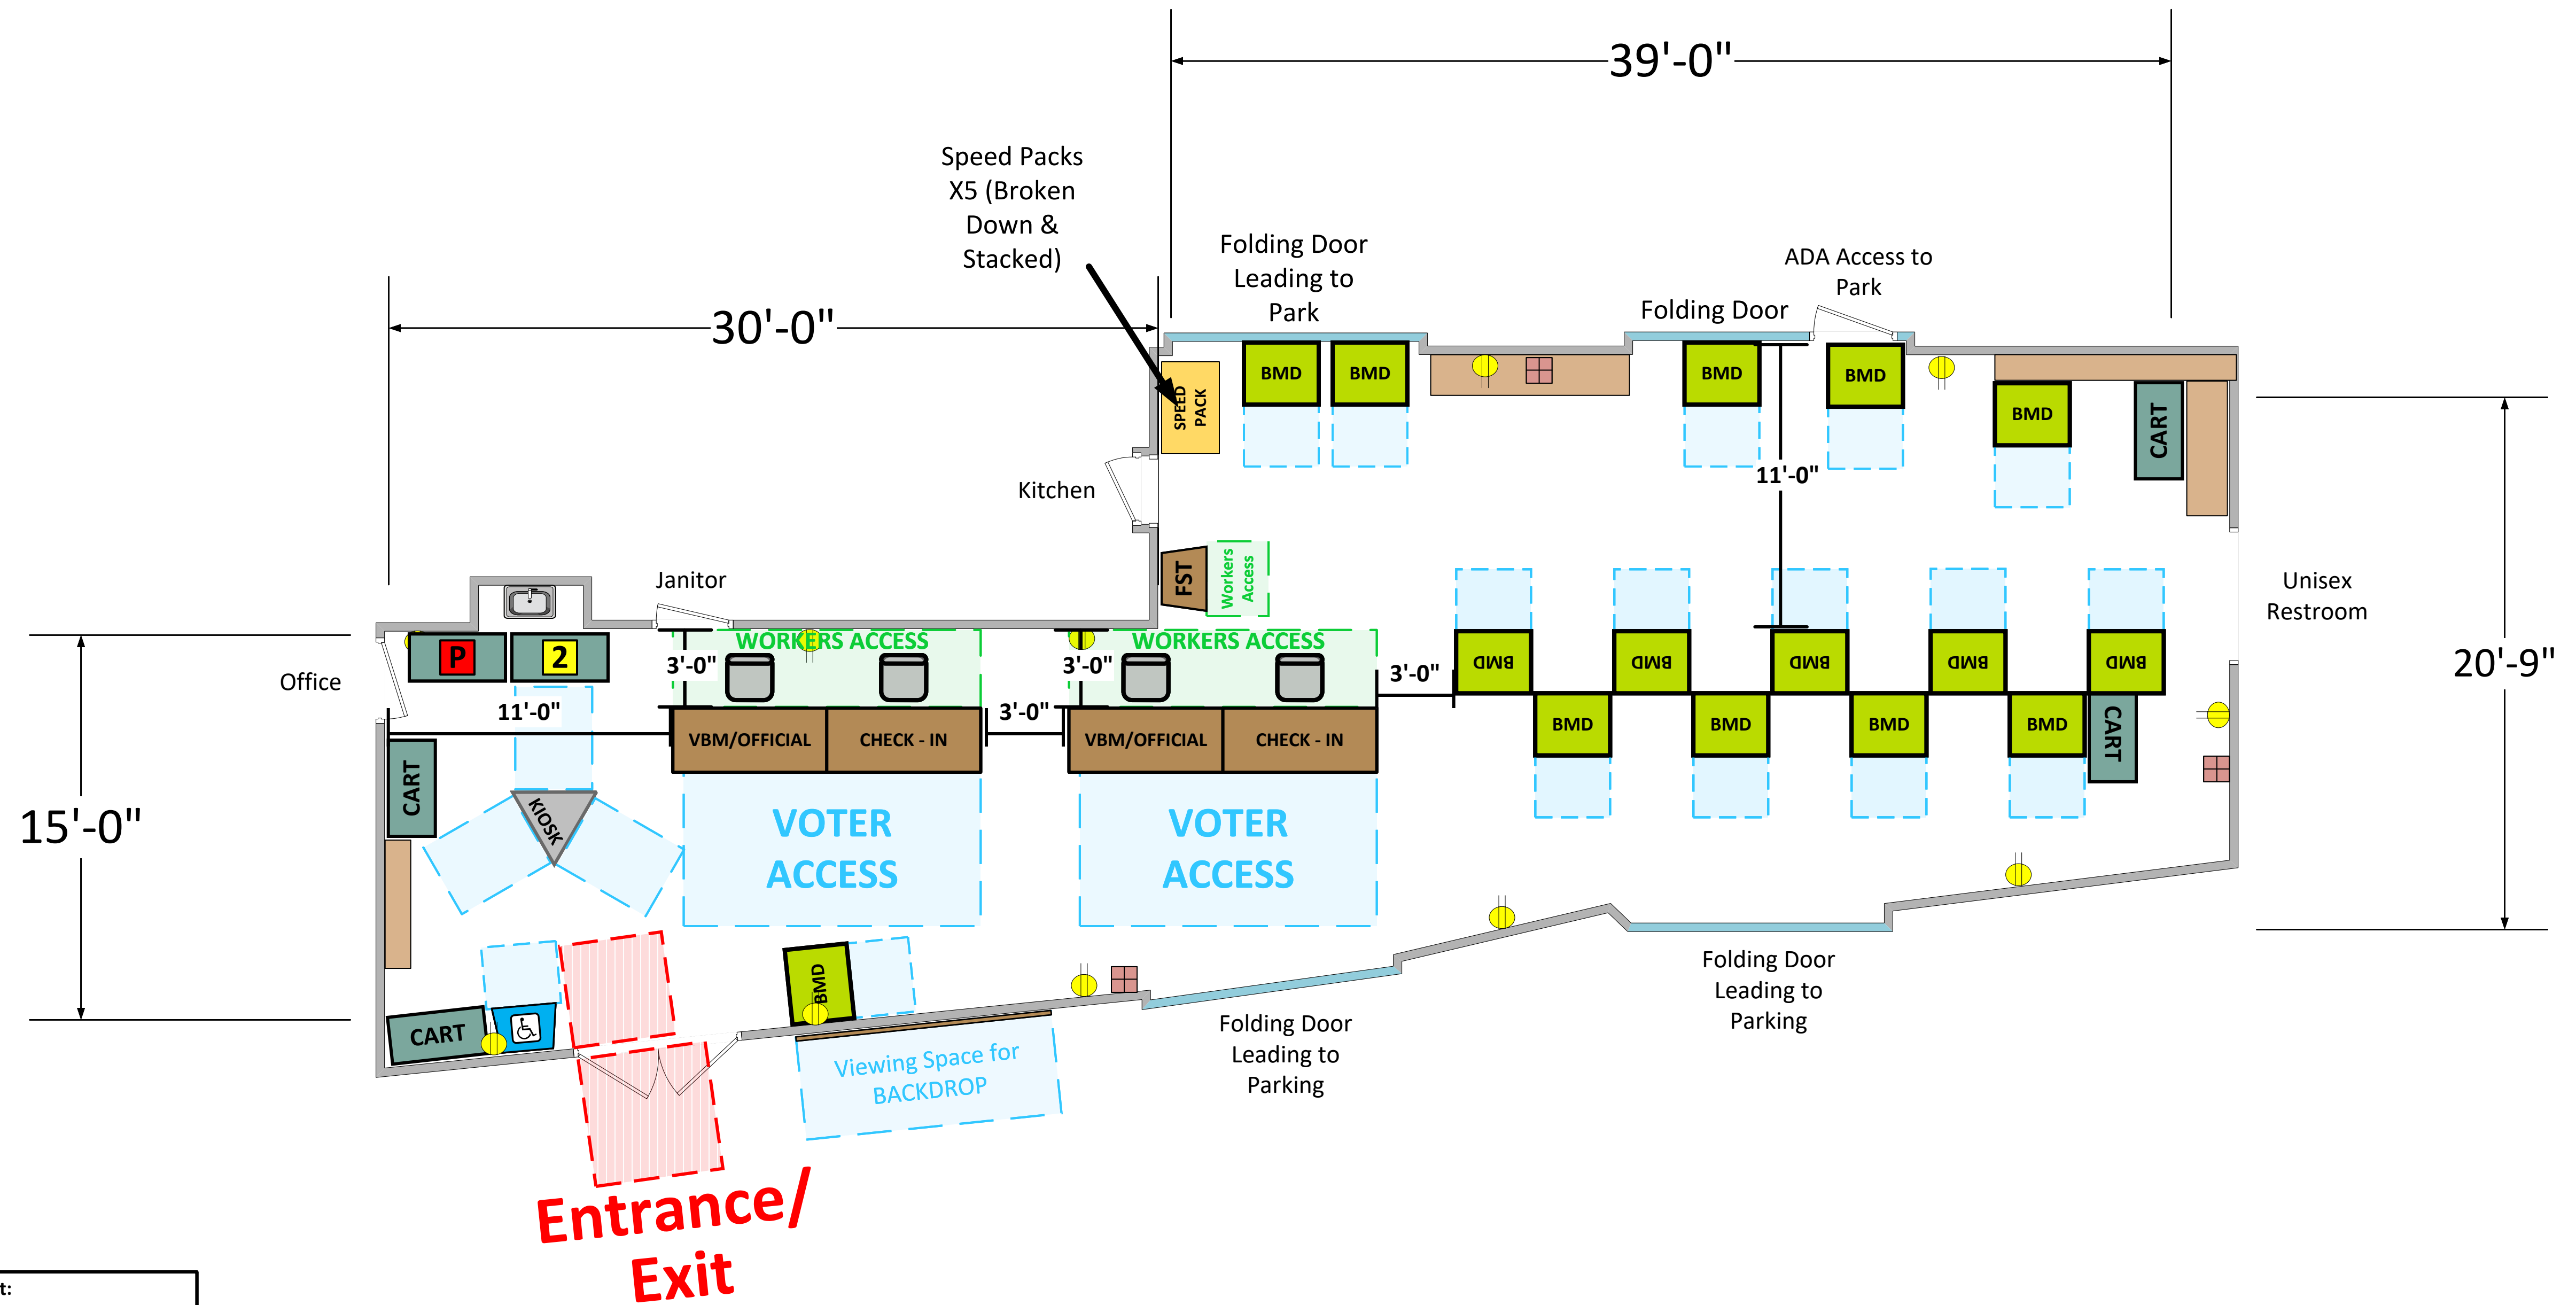 39'-0"
Speed Packs
X5 (Broken
Down &
Stacked)
Folding Door
Leading to
Park
ADA Access to
Park
Folding Door
30'-0"
SPEED
PACK
BMD
BMD
BMD
BMD
BMD
CART
Kitchen
11'-0"
FST
Workers
Access
Janitor
Unisex
Restroom
Office
P
2
WORKERS ACCESS
WORKERS ACCESS
3'-0"
3'-0"
3'-0"
BMD
BMD
BMD
BMD
BMD
20'-9"
11'-0"
3'-0"
VBM/OFFICIAL
CHECK - IN
VBM/OFFICIAL
CHECK - IN
BMD
BMD
BMD
BMD
CART
CART
KIOSK
15'-0"
VOTER
ACCESS
VOTER
ACCESS
BMD
CART
Folding Door
Leading to
Parking
Folding Door
Leading to
Parking
Viewing Space for
BACKDROP
Entrance/
Exit
t: